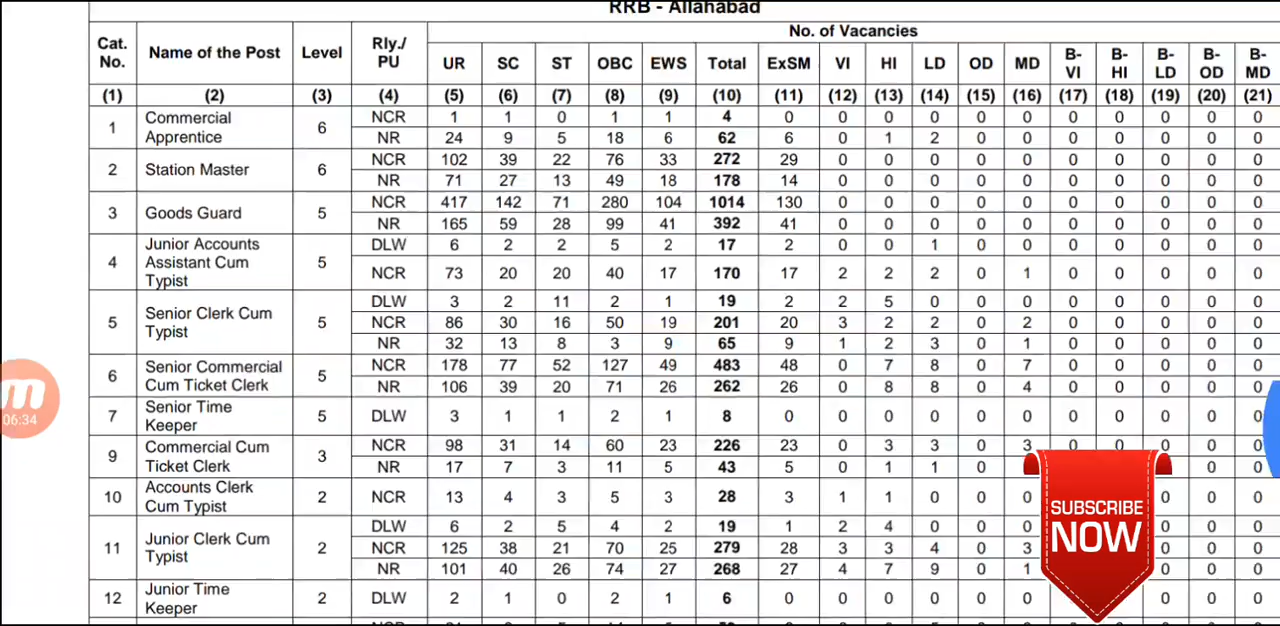 RRB - Allahabad
Cat. No. Name of the Post Level Rly./ PU No. of Vacancies
UR SC ST OBC EWS Total ExSM VI HI LD OD MD B-VI B-HI B-LD B-OD B-MD
(1) (2) (3) (4) (5) (6) (7) (8) (9) (10) (11) (12) (13) (14) (15) (16) (17) (18) (19) (20) (21)
1 Commercial Apprentice 6 NCR 1 1 0 1 1 4 0 0 0 0 0 0 0 0 0 0 0
NR 24 9 5 18 6 62 6 0 1 2 0 0 0 0 0 0 0
2 Station Master 6 NCR 102 39 22 76 33 272 29 0 0 0 0 0 0 0 0 0 0
NR 71 27 13 49 18 178 14 0 0 0 0 0 0 0 0 0 0
3 Goods Guard 5 NCR 417 142 71 280 104 1014 130 0 0 0 0 0 0 0 0 0 0
NR 165 59 28 99 41 392 41 0 0 0 0 0 0 0 0 0 0
4 Junior Accounts Assistant Cum Typist 5 DLW 6 2 2 5 2 17 2 0 0 1 0 0 0 0 0 0 0
NCR 73 20 20 40 17 170 17 2 2 2 0 1 0 0 0 0 0
5 Senior Clerk Cum Typist 5 DLW 3 2 11 2 1 19 2 2 5 0 0 0 0 0 0 0 0
NCR 86 30 16 50 19 201 20 3 2 2 0 2 0 0 0 0 0
NR 32 13 8 3 9 65 9 1 2 3 0 1 0 0 0 0 0
6 Senior Commercial Cum Ticket Clerk 5 NCR 178 77 52 127 49 483 48 0 7 8 0 7 0 0 0 0 0
NR 106 39 20 71 26 262 26 0 8 8 0 4 0 0 0 0 0
7 Senior Time Keeper 5 DLW 3 1 1 2 1 8 0 0 0 0 0 0 0 0 0 0 0
9 Commercial Cum Ticket Clerk 3 NCR 98 31 14 60 23 226 23 0 3 3 0 3 0 0 0 0 0
NR 17 7 3 11 5 43 5 0 1 1 0 0 0
10 Accounts Clerk Cum Typist 2 NCR 13 4 3 5 3 28 3 1 1 0 0 0 0 0
11 Junior Clerk Cum Typist 2 DLW 6 2 5 4 2 19 1 2 4 0 0 0 0 0
NCR 125 38 21 70 25 279 28 3 3 4 0 3 0 0 0
NR 101 40 26 74 27 268 27 4 7 9 0 1 0 0 0
12 Junior Time Keeper 2 DLW 2 1 0 2 1 6 0 0 0 0 0 0 0 0 0
m
06:34
SUBSCRIBE
NOW